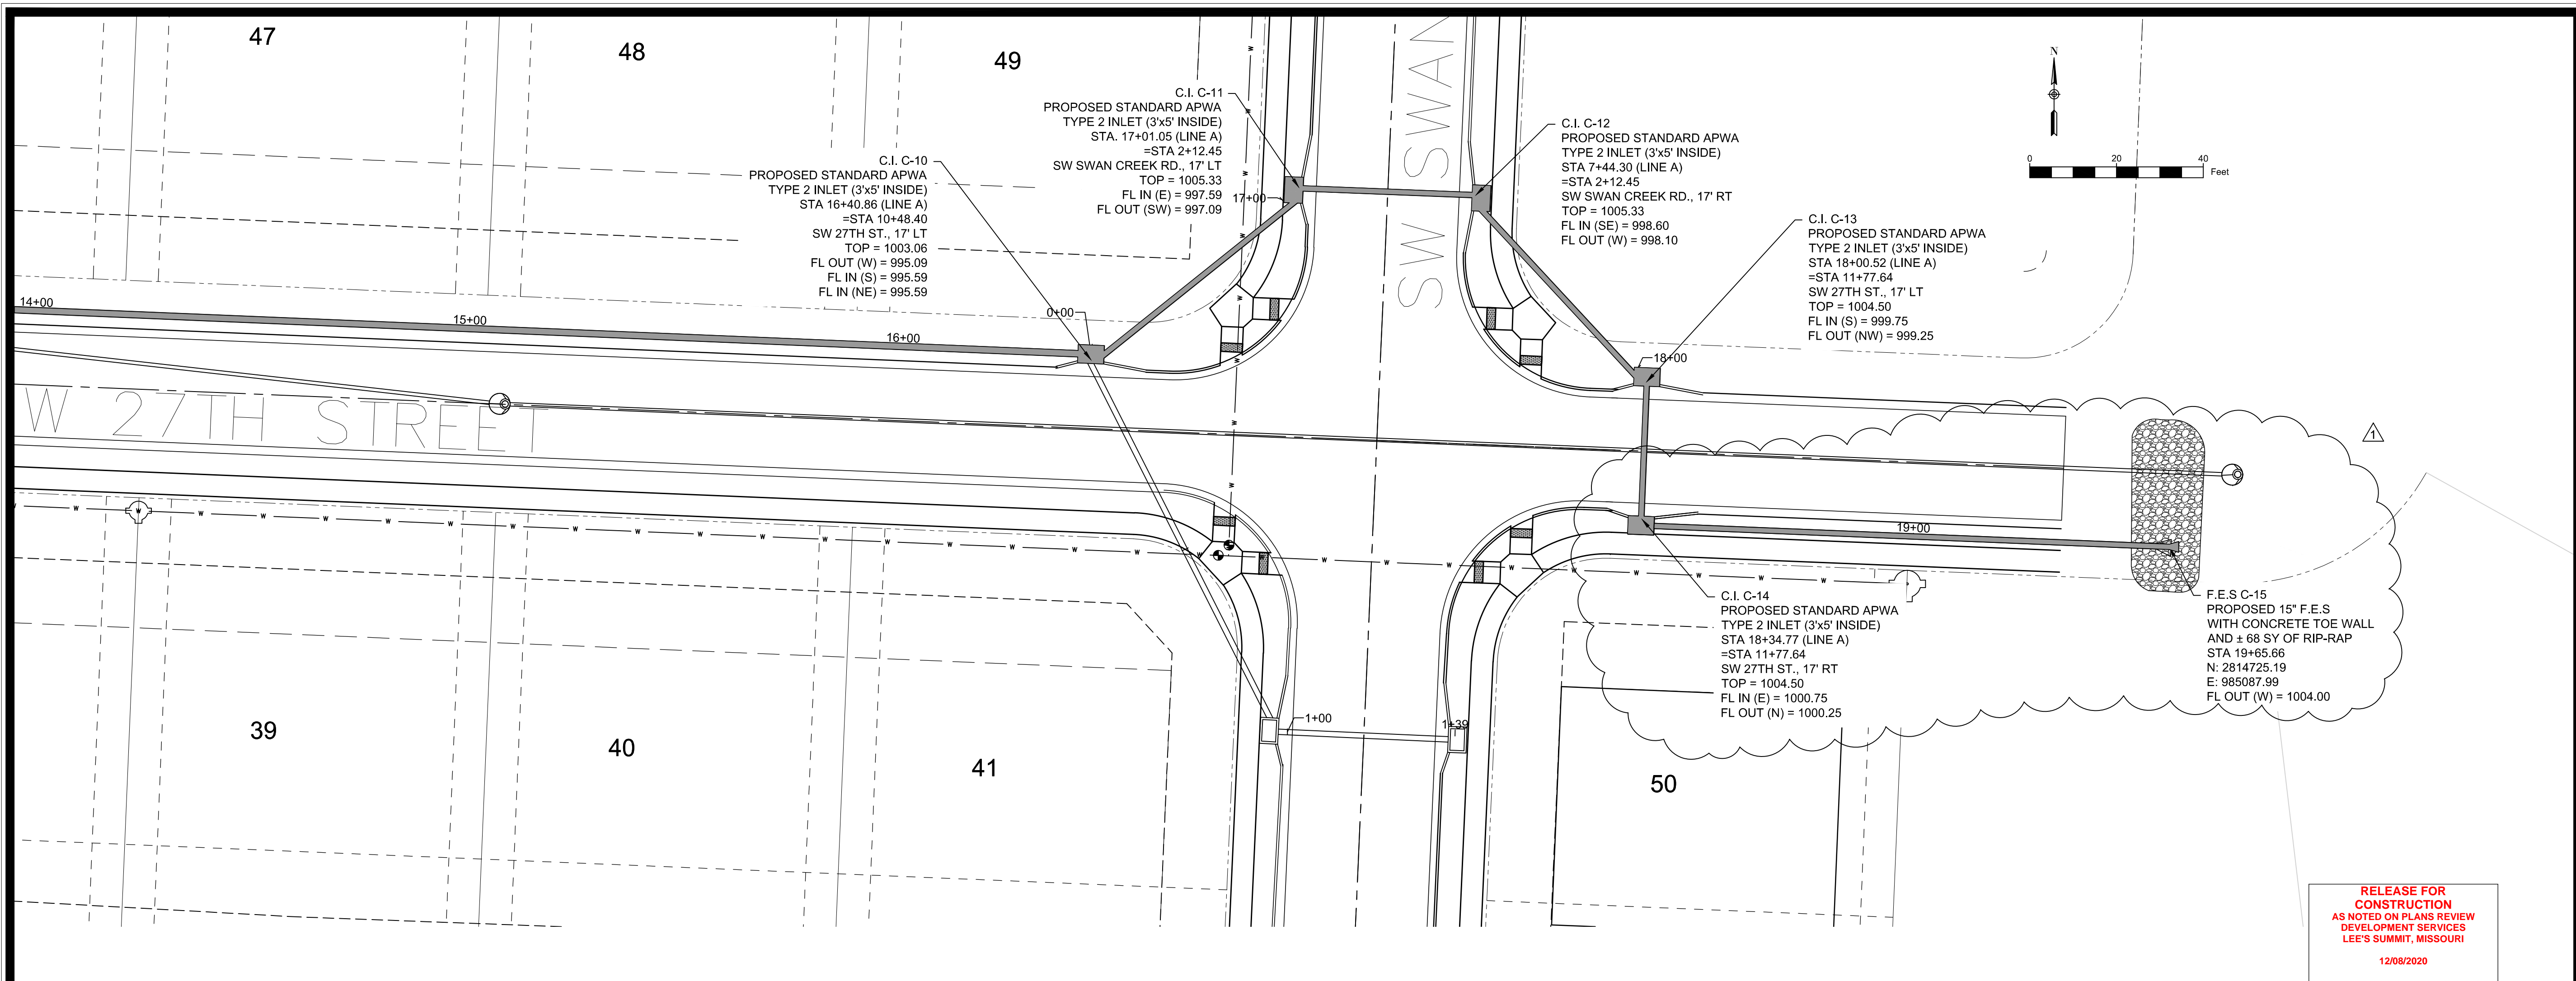 47
48
49
C.I. C-11
PROPOSED STANDARD APWA
TYPE 2 INLET (3'x5' INSIDE)
STA. 17+01.05 (LINE A)
=STA 2+12.45
SW SWAN CREEK RD., 17' LT
TOP = 1005.33
FL IN (E) = 997.59
FL OUT (SW) = 997.09
C.I. C-10
PROPOSED STANDARD APWA
TYPE 2 INLET (3'x5' INSIDE)
STA 16+40.86 (LINE A)
=STA 10+48.40
SW 27TH ST., 17' LT
TOP = 1003.06
FL OUT (W) = 995.09
FL IN (S) = 995.59
FL IN (NE) = 995.59
C.I. C-12
PROPOSED STANDARD APWA
TYPE 2 INLET (3'x5' INSIDE)
STA 7+44.30 (LINE A)
=STA 2+12.45
SW SWAN CREEK RD., 17' RT
TOP = 1005.33
FL IN (SE) = 998.60
FL OUT (W) = 998.10
C.I. C-13
PROPOSED STANDARD APWA
TYPE 2 INLET (3'x5' INSIDE)
STA 18+00.52 (LINE A)
=STA 11+77.64
SW 27TH ST., 17' LT
TOP = 1004.50
FL IN (S) = 999.75
FL OUT (NW) = 999.25
N
0 20 40
Feet
SW SWAN
17+00
14+00
15+00
16+00
0+00
18+00
19+00
W 27TH STREET
1
C.I. C-14
PROPOSED STANDARD APWA
TYPE 2 INLET (3'x5' INSIDE)
STA 18+34.77 (LINE A)
=STA 11+77.64
SW 27TH ST., 17' RT
TOP = 1004.50
FL IN (E) = 1000.75
FL OUT (N) = 1000.25
F.E.S C-15
PROPOSED 15" F.E.S
WITH CONCRETE TOE WALL
AND ± 68 SY OF RIP-RAP
STA 19+65.66
N: 2814725.19
E: 985087.99
FL OUT (W) = 1004.00
1+00
1+39
39
40
41
50
RELEASE FOR
CONSTRUCTION
AS NOTED ON PLANS REVIEW
DEVELOPMENT SERVICES
LEE'S SUMMIT, MISSOURI
12/08/2020